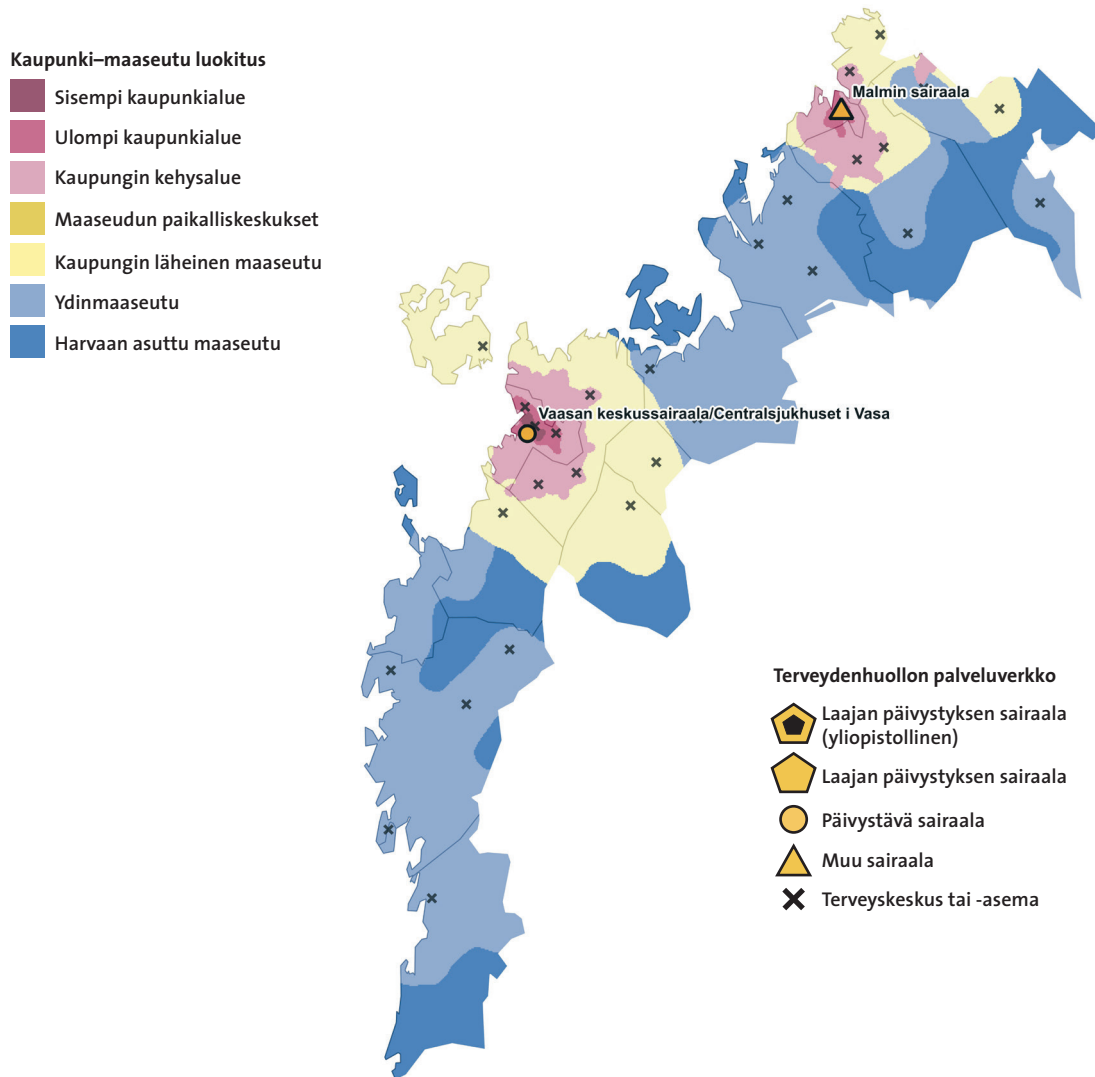 Kaupunki–maaseutu luokitus
Sisempi kaupunkialue
Ulompi kaupunkialue
Kaupungin kehysalue
Maaseudun paikalliskeskukset
Kaupungin läheinen maaseutu
Ydinmaaseutu
Harvaan asuttu maaseutu
Malmin sairaala
Vaasan keskussairaala/Centralsjukhuset i Vasa
Terveydenhuollon palveluverkko
Laajan päivystyksen sairaala
(yliopistollinen)
Laajan päivystyksen sairaala
Päivystävä sairaala
Muu sairaala
Terveyskeskus tai -asema